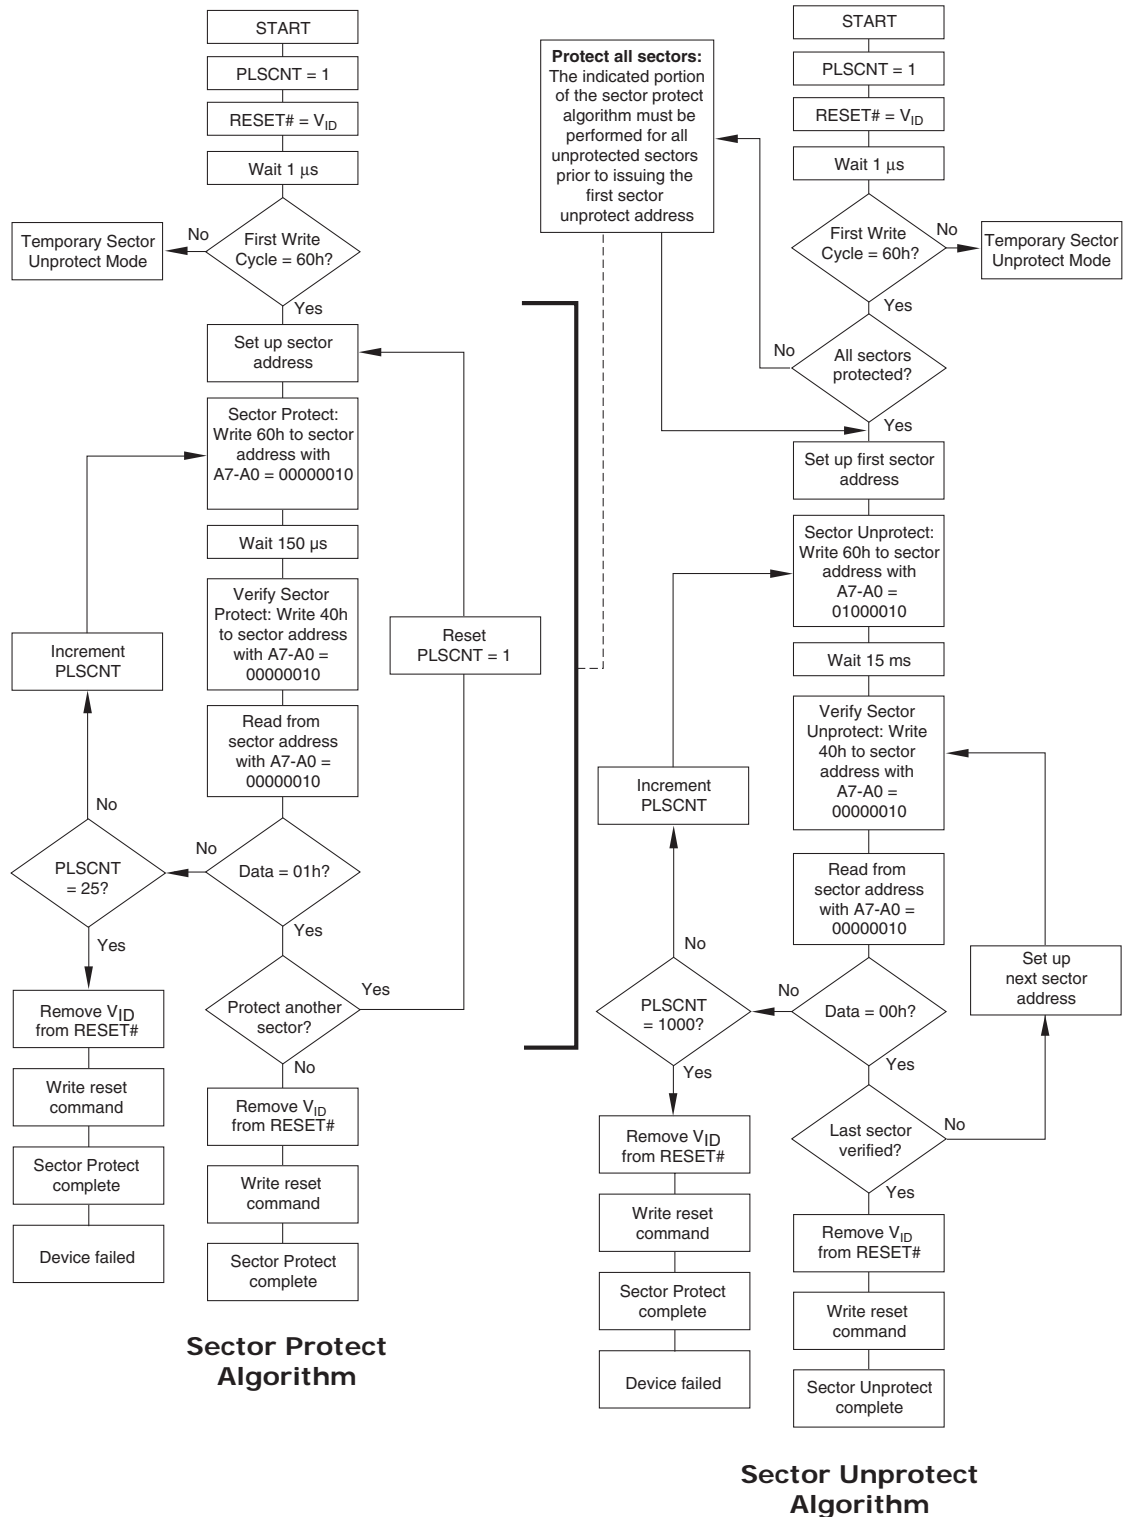 START
PLSCNT = 1
RESET# = VID
Wait 1 μs
First Write
Cycle = 60h?
No
Temporary Sector
Unprotect Mode
Yes
Set up sector
address
Sector Protect:
Write 60h to sector
address with
A7-A0 = 00000010
Wait 150 µs
Verify Sector
Protect: Write 40h
to sector address
with A7-A0 =
00000010
Read from
sector address
with A7-A0 =
00000010
Data = 01h?
No
PLSCNT
= 25?
No
Increment
PLSCNT
Yes
Remove VID
from RESET#
Write reset
command
Sector Protect
complete
Device failed
Yes
Protect another
sector?
Yes
Reset
PLSCNT = 1
No
Remove VID
from RESET#
Write reset
command
Sector Protect
complete
Sector Protect
Algorithm
Protect all sectors:
The indicated portion
of the sector protect
algorithm must be
performed for all
unprotected sectors
prior to issuing the
first sector
unprotect address
START
PLSCNT = 1
RESET# = VID
Wait 1 μs
First Write
Cycle = 60h?
No
Temporary Sector
Unprotect Mode
Yes
All sectors
protected?
No
Yes
Set up first sector
address
Sector Unprotect:
Write 60h to sector
address with
A7-A0 =
01000010
Wait 15 ms
Verify Sector
Unprotect: Write
40h to sector
address with
A7-A0 =
00000010
Read from
sector address
with A7-A0 =
00000010
Data = 00h?
No
PLSCNT
= 1000?
No
Increment
PLSCNT
Yes
Remove VID
from RESET#
Write reset
command
Sector Protect
complete
Device failed
Yes
Last sector
verified?
No
Set up
next sector
address
Yes
Remove VID
from RESET#
Write reset
command
Sector Unprotect
complete
Sector Unprotect
Algorithm